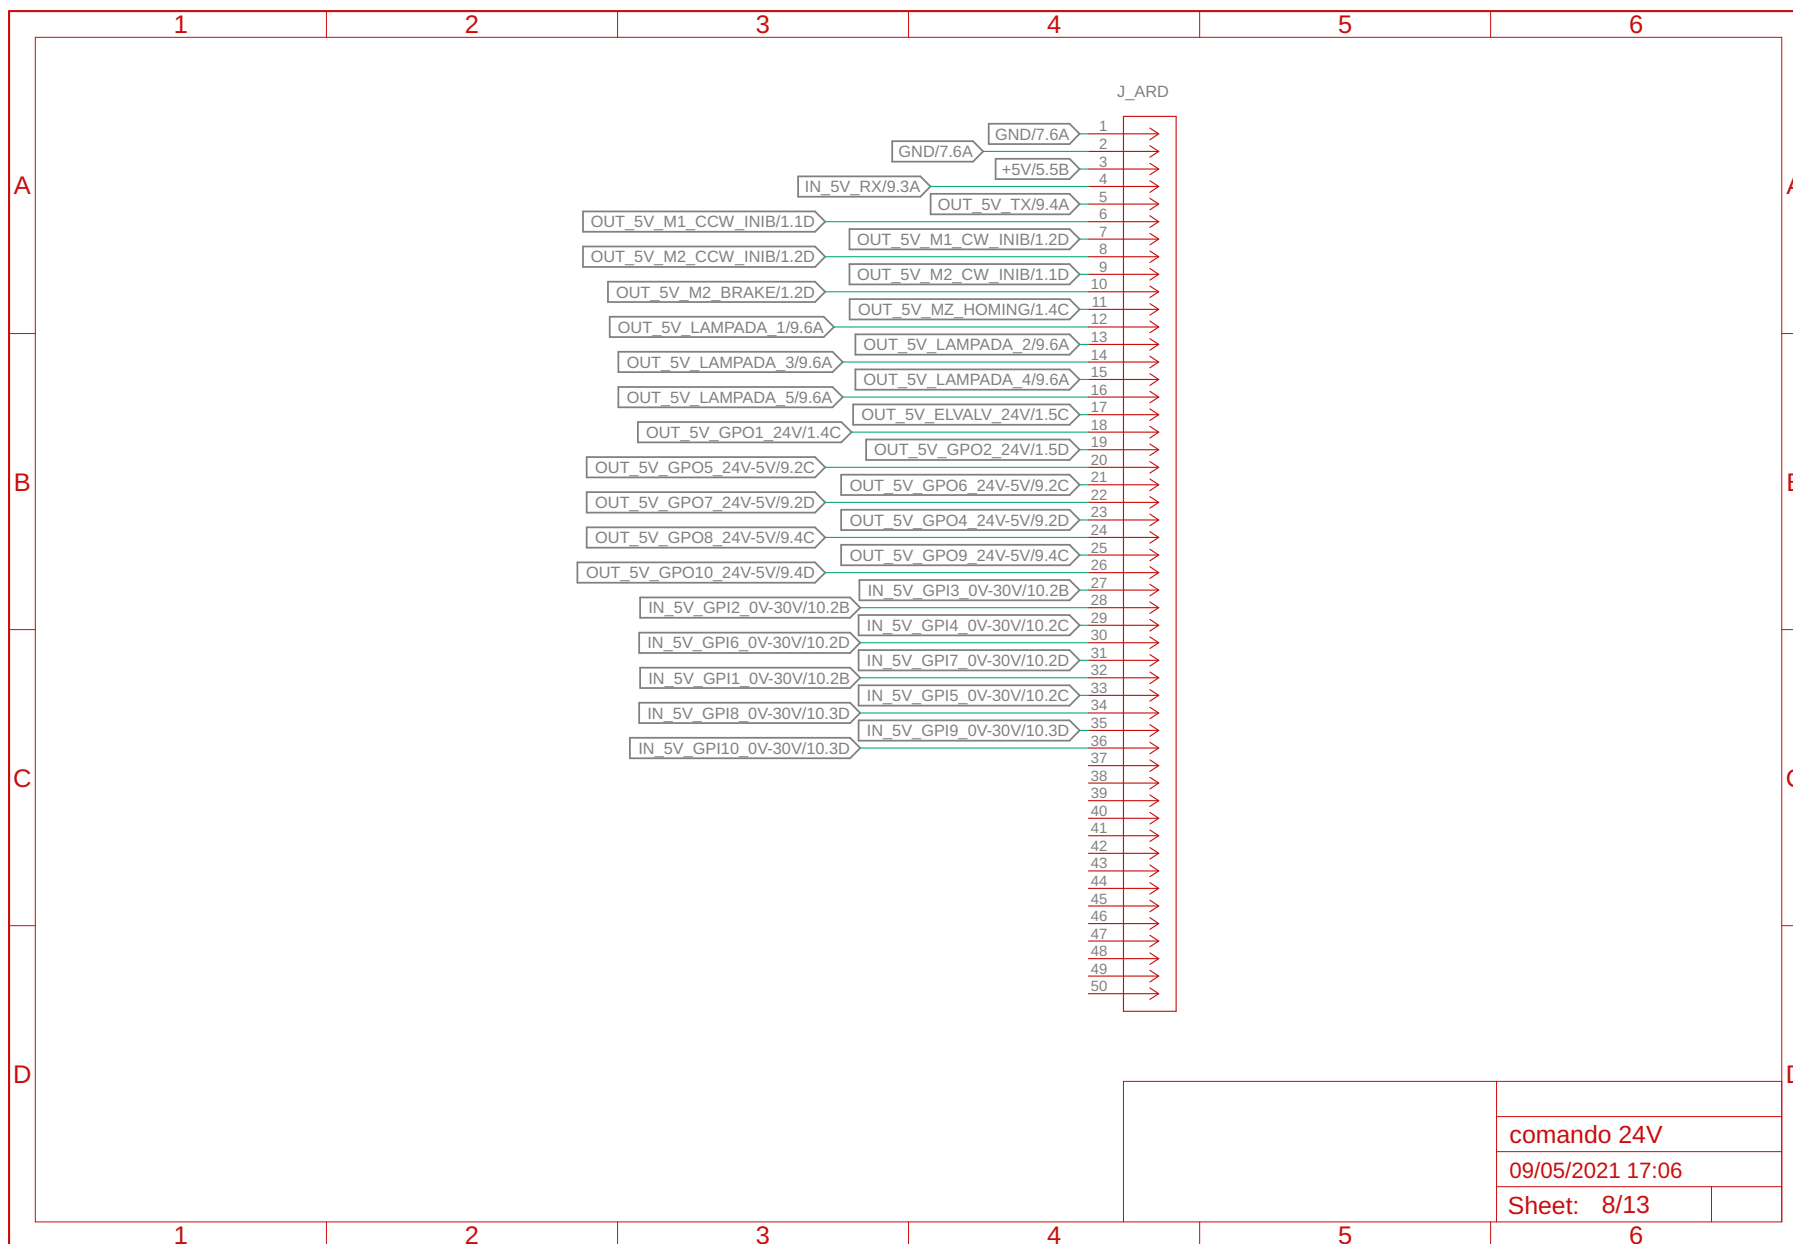 1 2 3 4 5 6
J_ARD
GND/7.6A 1
GND/7.6A 2
+5V/5.5B 3
A IN_5V_RX/9.3A 4 A
OUT_5V_TX/9.4A 5
OUT_5V_M1_CCW_INIB/1.1D 6
OUT_5V_M1_CW_INIB/1.2D 7
OUT_5V_M2_CCW_INIB/1.2D 8
OUT_5V_M2_CW_INIB/1.1D 9
OUT_5V_M2_BRAKE/1.2D 10
OUT_5V_MZ_HOMING/1.4C 11
OUT_5V_LAMPADA_1/9.6A 12
OUT_5V_LAMPADA_2/9.6A 13
OUT_5V_LAMPADA_3/9.6A 14
OUT_5V_LAMPADA_4/9.6A 15
OUT_5V_LAMPADA_5/9.6A 16
OUT_5V_ELVALV_24V/1.5C 17
OUT_5V_GPO1_24V/1.4C 18
OUT_5V_GPO2_24V/1.5D 19
OUT_5V_GPO5_24V-5V/9.2C 20
B OUT_5V_GPO6_24V-5V/9.2C 21 B
OUT_5V_GPO7_24V-5V/9.2D 22
OUT_5V_GPO4_24V-5V/9.2D 23
OUT_5V_GPO8_24V-5V/9.4C 24
OUT_5V_GPO9_24V-5V/9.4C 25
OUT_5V_GPO10_24V-5V/9.4D 26
IN_5V_GPI3_0V-30V/10.2B 27
IN_5V_GPI2_0V-30V/10.2B 28
IN_5V_GPI4_0V-30V/10.2C 29
IN_5V_GPI6_0V-30V/10.2D 30
IN_5V_GPI7_0V-30V/10.2D 31
IN_5V_GPI1_0V-30V/10.2B 32
IN_5V_GPI5_0V-30V/10.2C 33
IN_5V_GPI8_0V-30V/10.3D 34
IN_5V_GPI9_0V-30V/10.3D 35
IN_5V_GPI10_0V-30V/10.3D 36
37
C 38 C
39
40
41
42
43
44
45
46
47
48
49
50
D D
comando 24V
09/05/2021 17:06
Sheet: 8/13
1 2 3 4 5 6